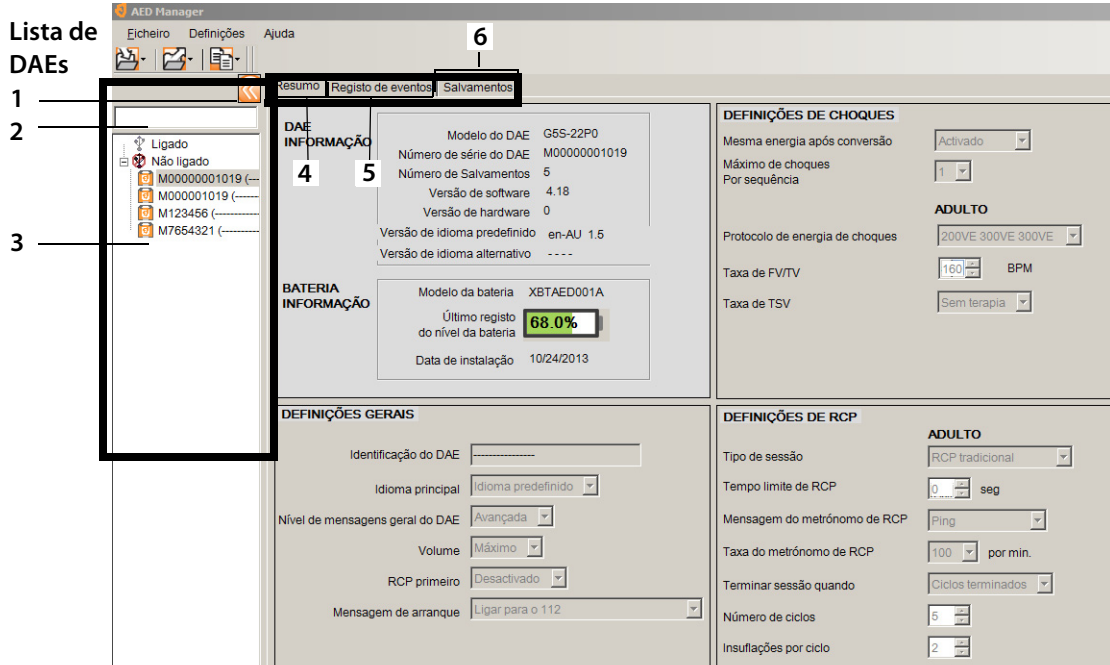 AED Manager
Ficheiro Definições Ajuda
Lista de
DAEs
1
2
3
6
Resumo Registo de eventos Salvamentos
4
5
Ligado
Não ligado
M00000001019 (---
M000001019 (------
M123456 (------------
M7654321 (----------
DAE
INFORMAÇÃO
Modelo do DAE G5S-22P0
Número de série do DAE M00000001019
Número de Salvamentos 5
Versão de software 4.18
Versão de hardware 0
Versão de idioma predefinido en-AU 1.5
Versão de idioma alternativo ----
BATERIA
INFORMAÇÃO
Modelo da bateria XBTAED001A
Último registo
do nível da bateria 68.0%
Data de instalação 10/24/2013
DEFINIÇÕES DE CHOQUES
Mesma energia após conversão Activado
Máximo de choques
Por sequência 1
ADULTO
Protocolo de energia de choques 200VE 300VE 300VE
Taxa de FV/TV 160 BPM
Taxa de TSV Sem terapia
DEFINIÇÕES GERAIS
Identificação do DAE ----------------
Idioma principal Idioma predefinido
Nível de mensagens geral do DAE Avançada
Volume Máximo
RCP primeiro Desactivado
Mensagem de arranque Ligar para o 112
DEFINIÇÕES DE RCP
ADULTO
Tipo de sessão RCP tradicional
Tempo limite de RCP 0 seg
Mensagem do metrónomo de RCP Ping
Taxa do metrónomo de RCP 100 por min.
Terminar sessão quando Ciclos terminados
Número de ciclos 5
Insuflações por ciclo 2